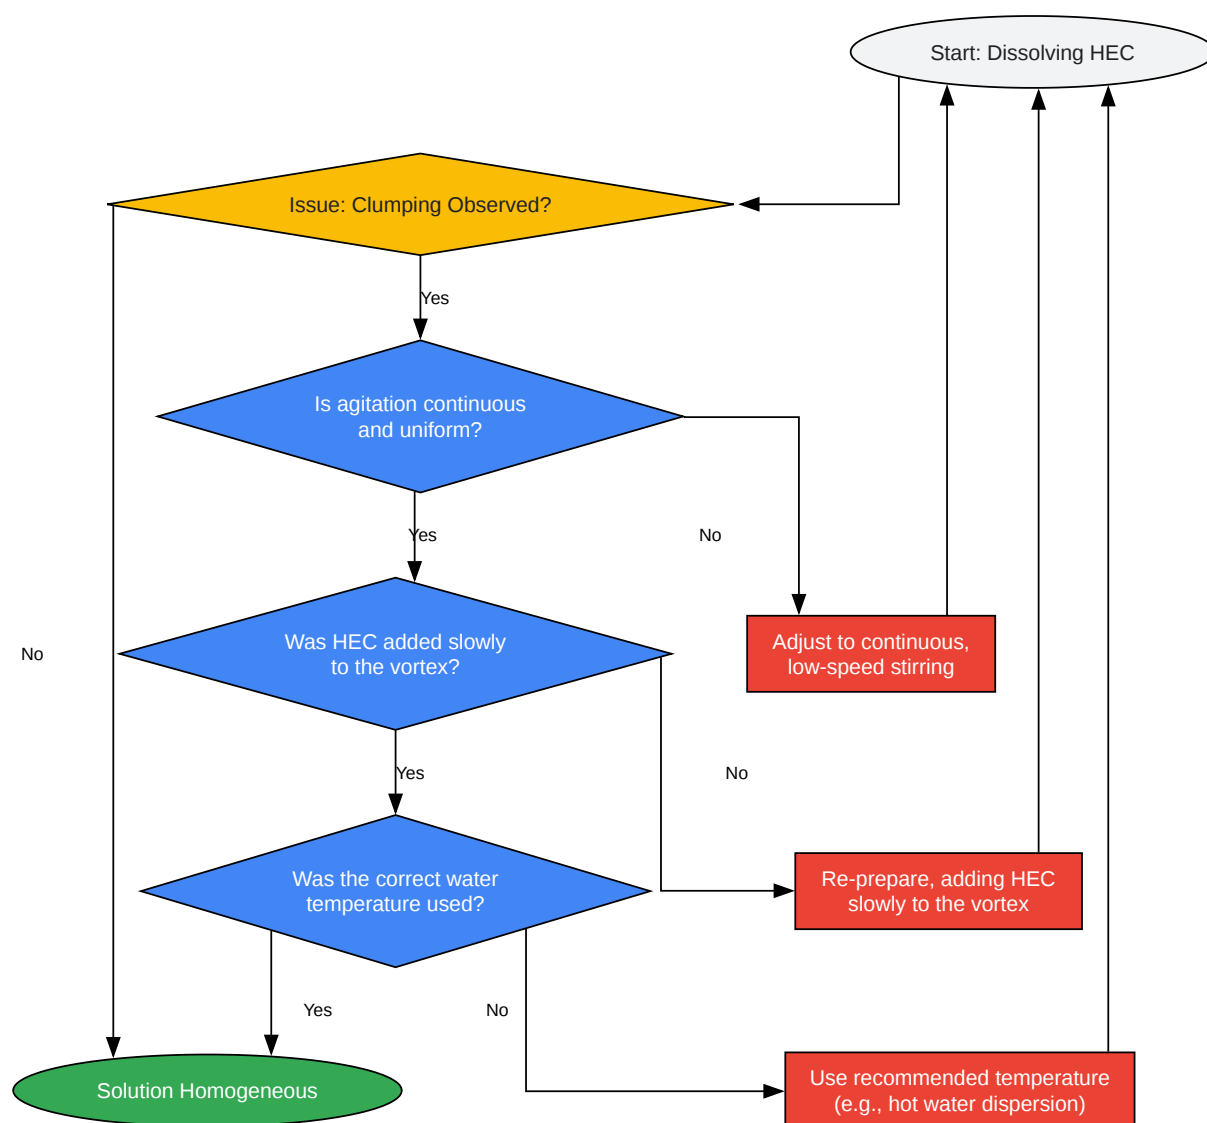 Start: Dissolving HEC
Issue: Clumping Observed?
Yes
Is agitation continuous
and uniform?
Yes
No
Was HEC added slowly
to the vortex?
Adjust to continuous,
low-speed stirring
No
Yes
No
Was the correct water
temperature used?
Re-prepare, adding HEC
slowly to the vortex
Yes
No
Solution Homogeneous
Use recommended temperature
(e.g., hot water dispersion)